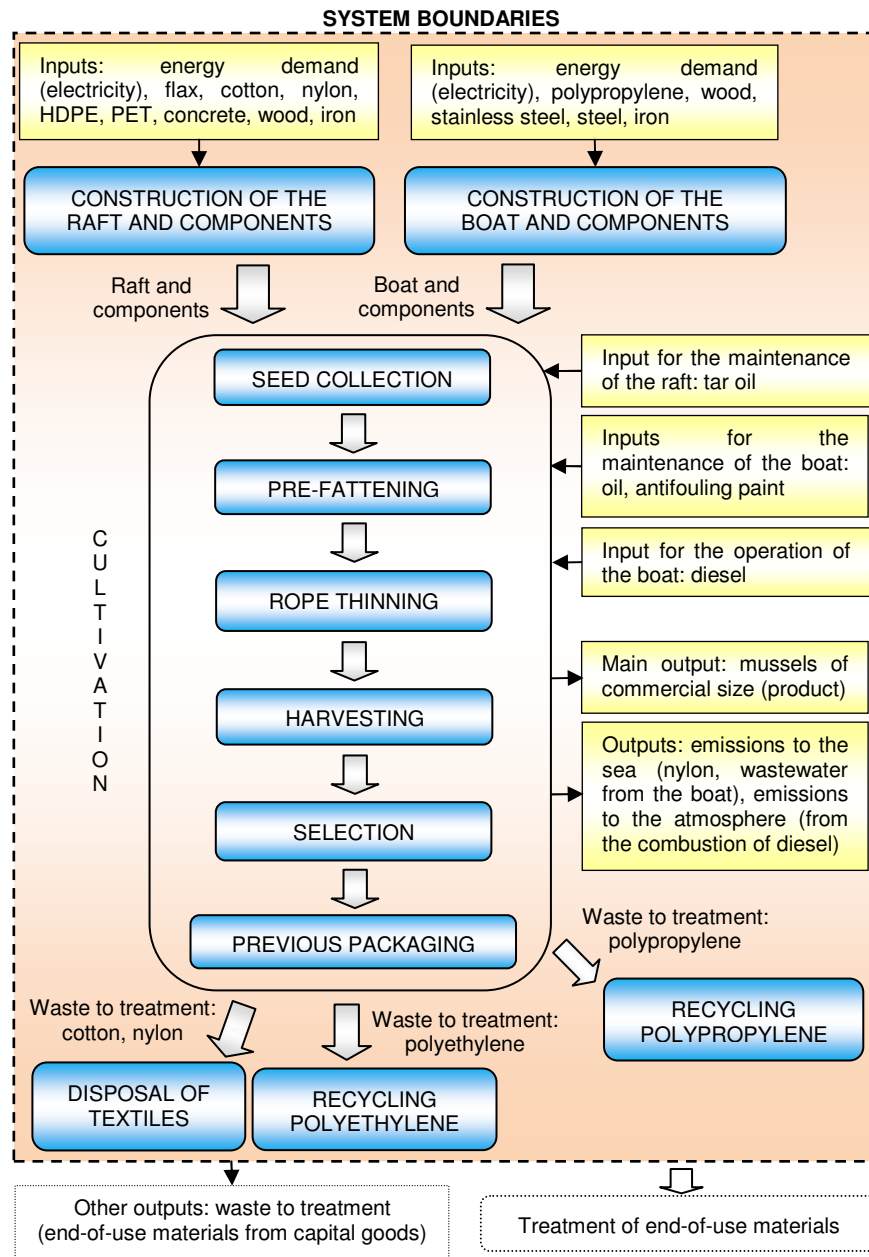 SYSTEM BOUNDARIES
Inputs: energy demand
(electricity), flax, cotton, nylon,
HDPE, PET, concrete, wood, iron
Inputs: energy demand
(electricity), polypropylene, wood,
stainless steel, steel, iron
CONSTRUCTION OF THE
RAFT AND COMPONENTS
CONSTRUCTION OF THE
BOAT AND COMPONENTS
Raft and
components
Boat and
components
CULTIVATION
SEED COLLECTION
PRE-FATTENING
ROPE THINNING
HARVESTING
SELECTION
PREVIOUS PACKAGING
Input for the maintenance
of the raft: tar oil
Inputs for the
maintenance of the boat:
oil, antifouling paint
Input for the operation of
the boat: diesel
Main output: mussels of
commercial size (product)
Outputs: emissions to the
sea (nylon, wastewater
from the boat), emissions
to the atmosphere (from
the combustion of diesel)
Waste to treatment:
polypropylene
RECYCLING
POLYPROPYLENE
Waste to treatment:
cotton, nylon
Waste to treatment:
polyethylene
DISPOSAL OF
TEXTILES
RECYCLING
POLYETHYLENE
Other outputs: waste to treatment
(end-of-use materials from capital goods)
Treatment of end-of-use materials